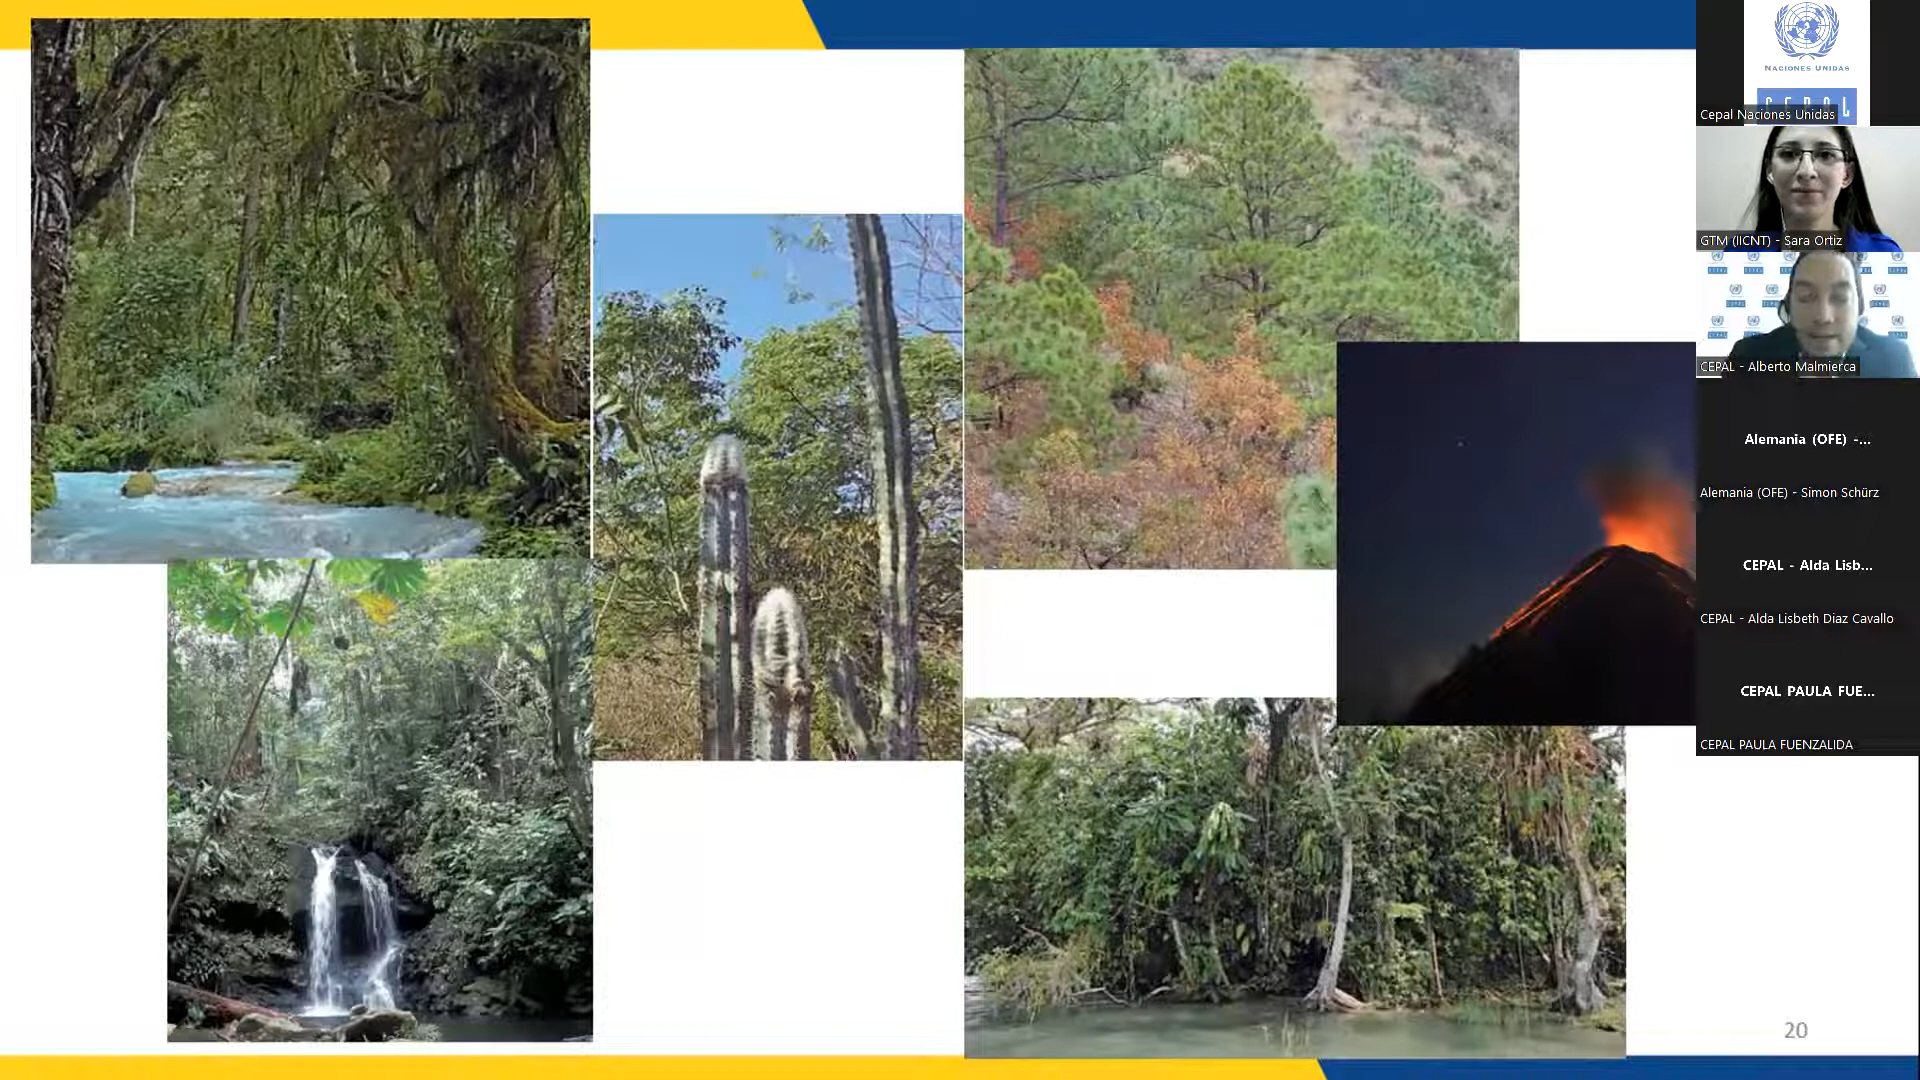 NACIONES UNIDAS
CEPAL
Cepal Naciones Unidas
GTM (IICNT) - Sara Ortiz
CEPAL - Alberto Malmierca
Alemania (OFE) -...
Alemania (OFE) - Simon Schürz
CEPAL - Alda Lisb...
CEPAL - Alda Lisbeth Diaz Cavallo
CEPAL PAULA FUE...
CEPAL PAULA FUENZALIDA
20